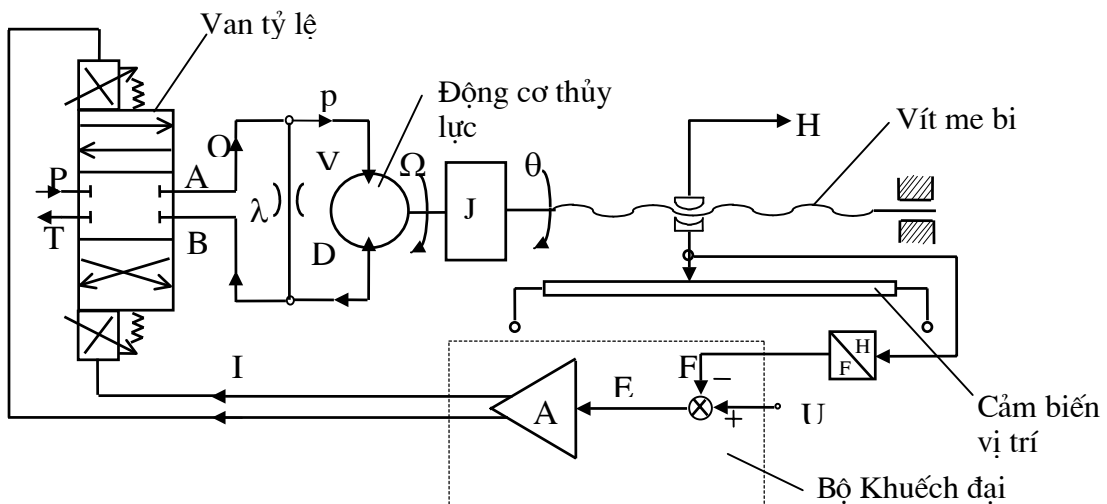 Van tỷ lệ
p
Động cơ thủy
lực
H
Vít me bi
Q
V
Ω
θ
P
A
λ
J
T
B
D
H
F
I
F
E
A
U
Cảm biến
vị trí
Bộ Khuếch đại